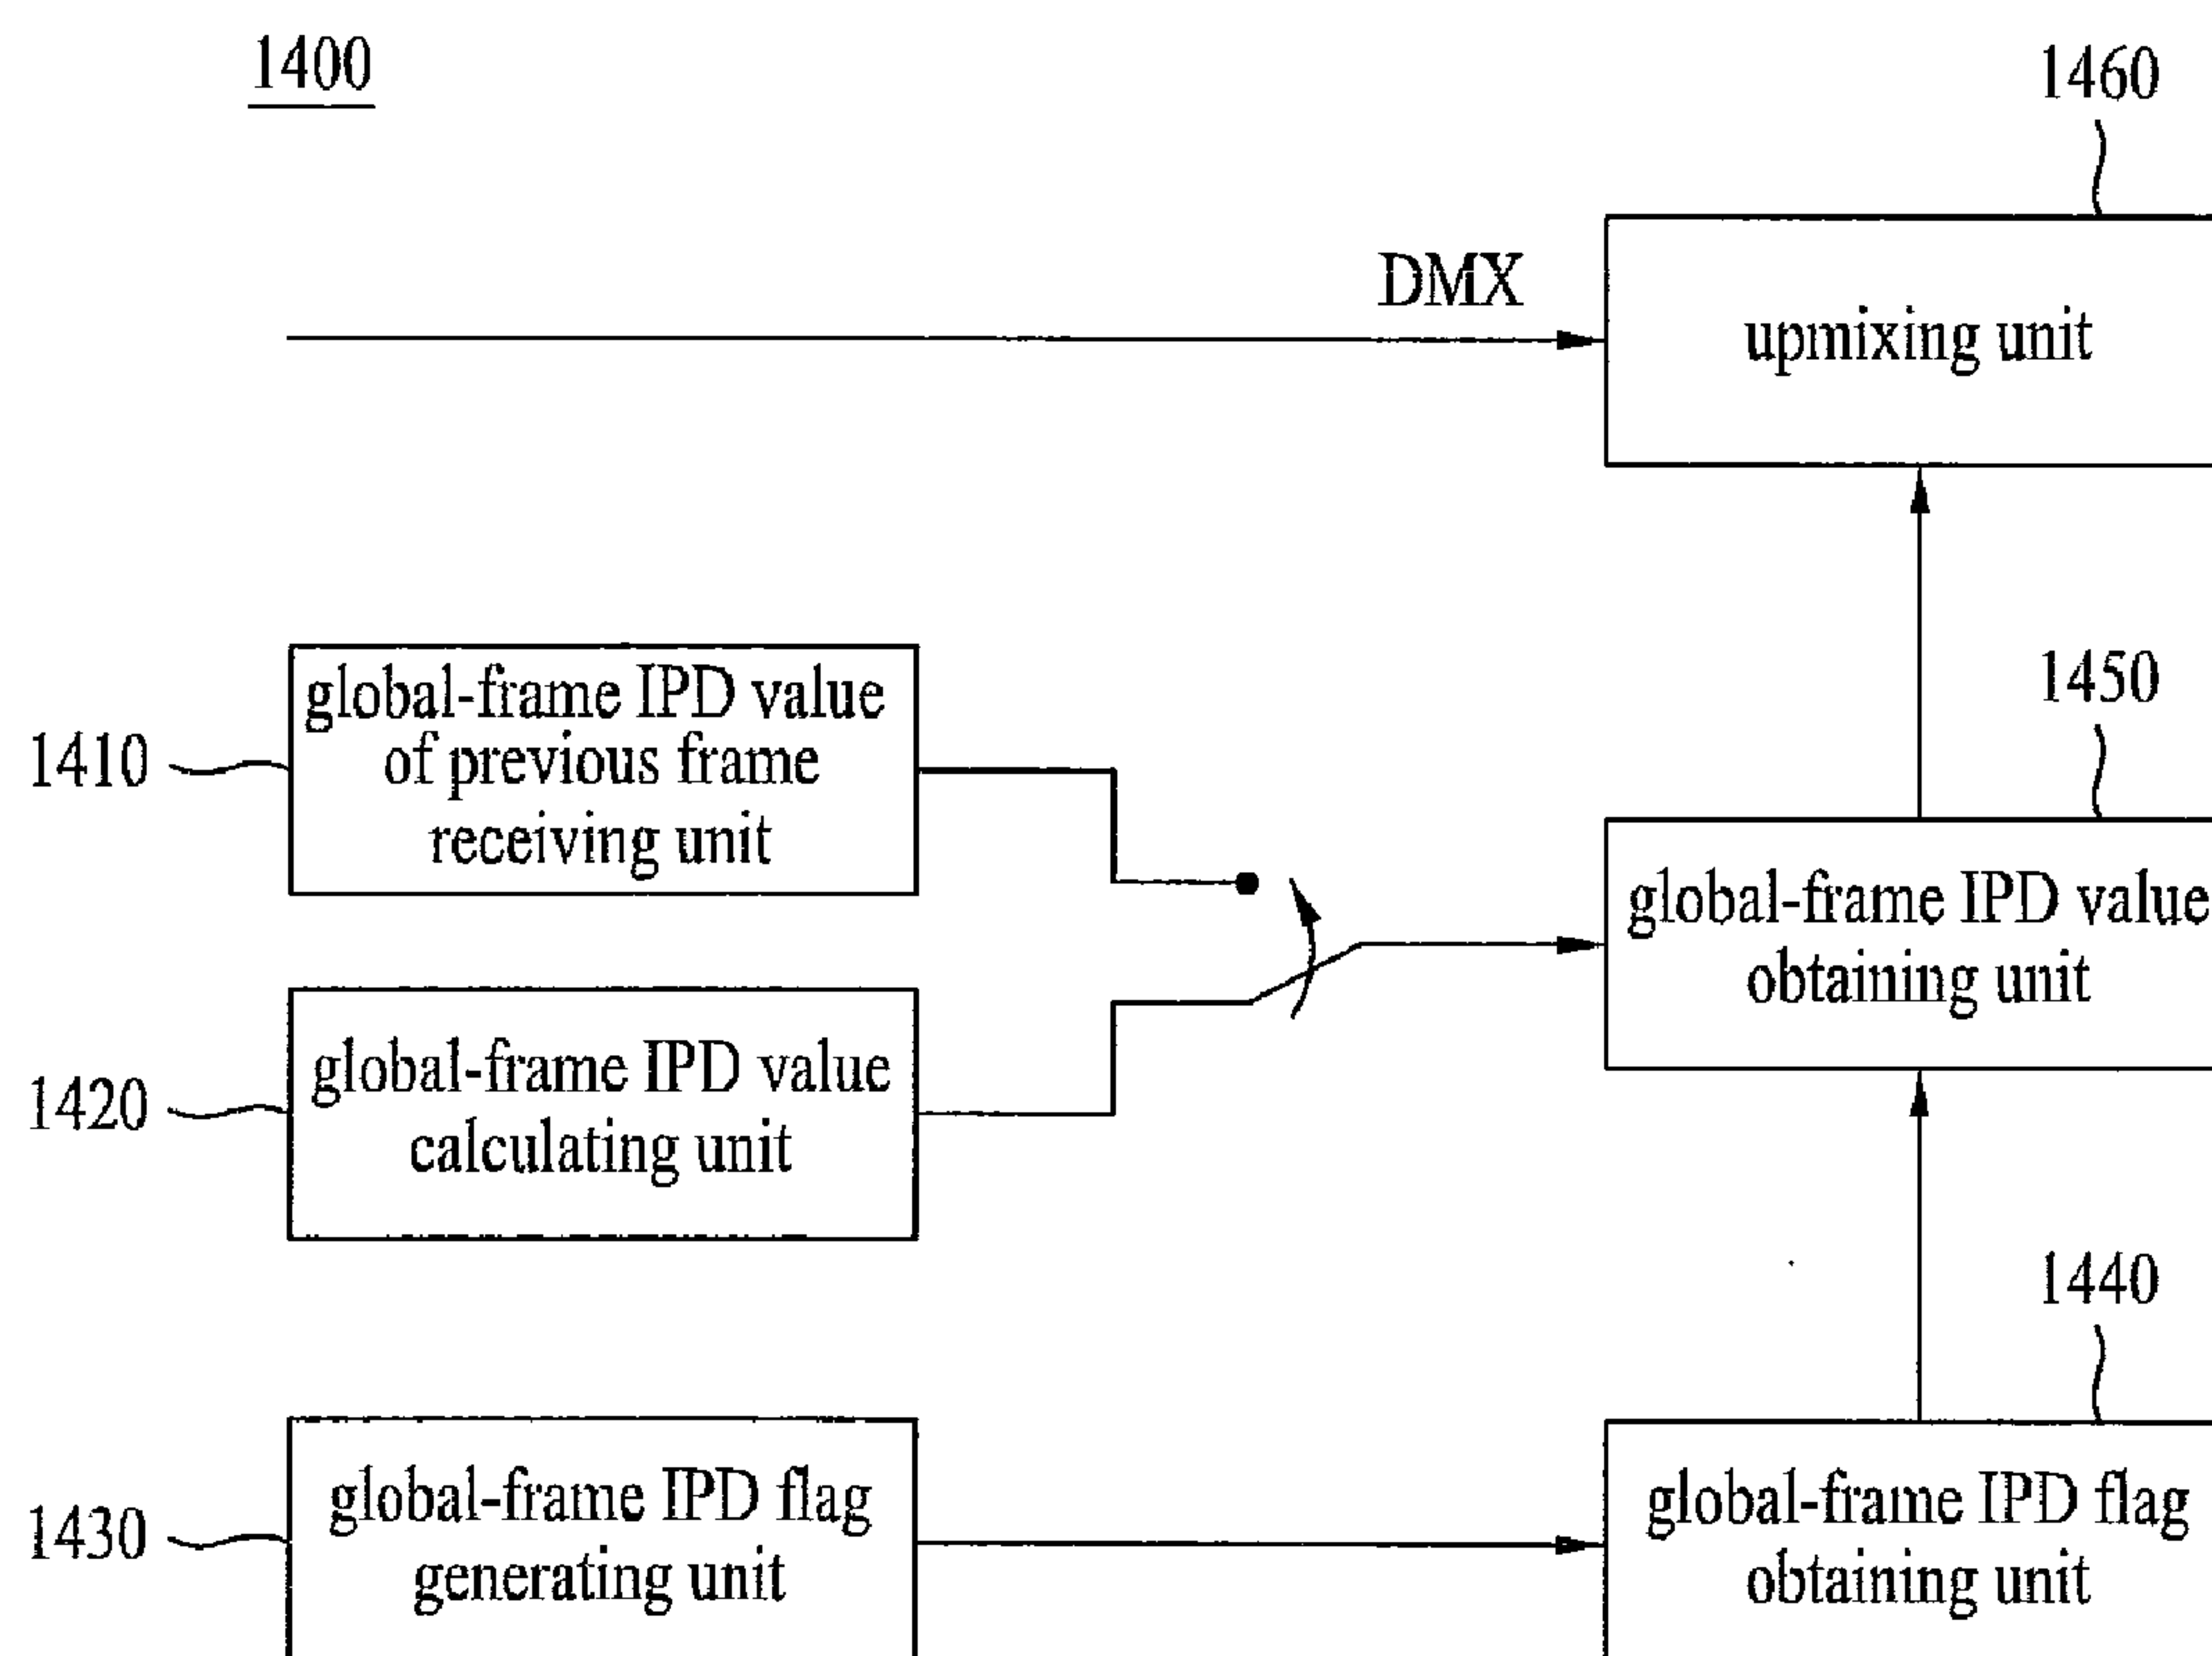 1400
1460
DMX
upmixing unit
1450
global-frame IPD value
of previous frame
receiving unit
1410
global-frame IPD value
obtaining unit
global-frame IPD value
calculating unit
1420
1440
global-frame IPD flag
generating unit
1430
global-frame IPD flag
obtaining unit